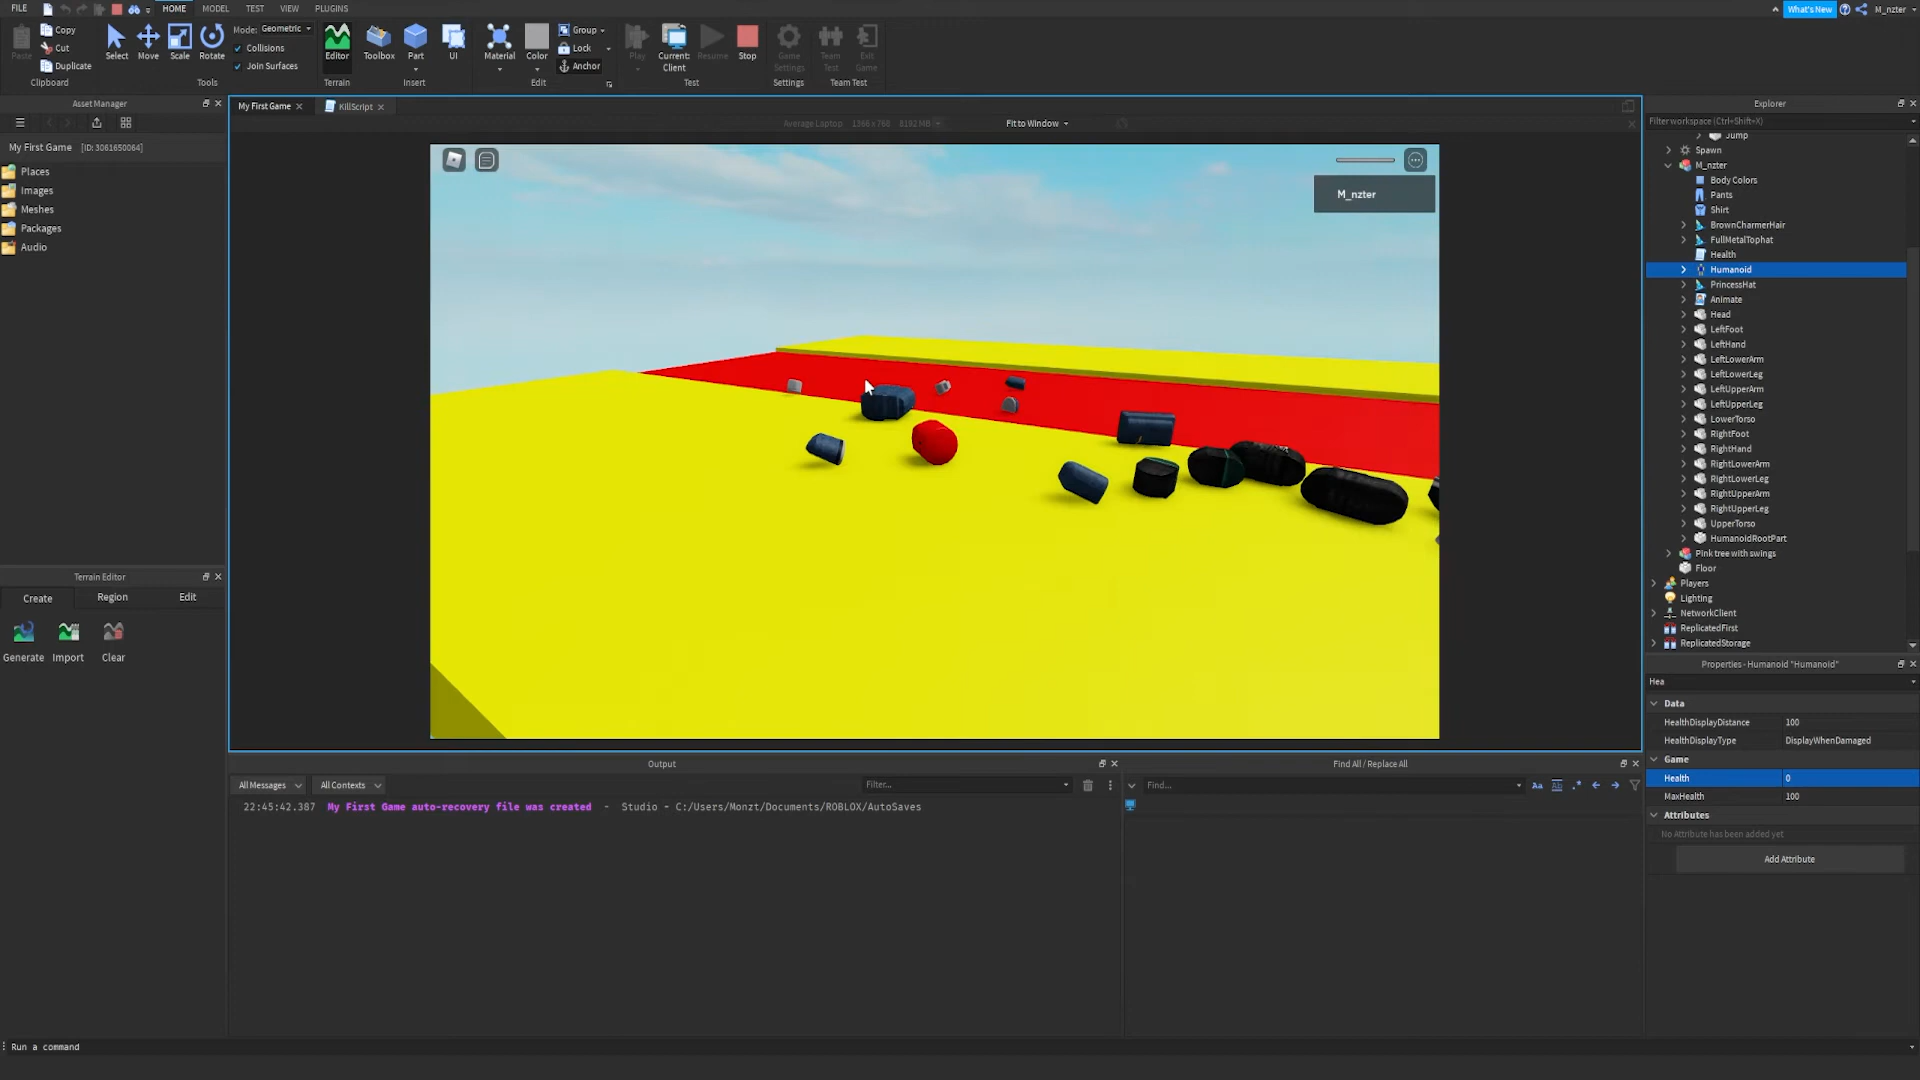 FILE
HOME
MODEL
TEST
VIEW
PLUGINS
What's New
M_nzter
Paste
Copy
Cut
Duplicate
Clipboard
Select
Move
Scale
Rotate
Mode: Geometric
Collisions
Join Surfaces
Tools
Editor
Terrain
Toolbox
Part
UI
Insert
Material
Color
Group
Lock
Anchor
Edit
Play
Current: Client
Resume
Stop
Test
Game Settings
Settings
Team Test
Exit Game
Team Test
Asset Manager
My First Game [ID: 3061650064]
Places
Images
Meshes
Packages
Audio
Terrain Editor
Create
Region
Edit
Generate
Import
Clear
My First Game
KillScript
Average Laptop 1366 x 768 8192 MB
Fit to Window
M_nzter
Output
All Messages
All Contexts
Filter...
22:45:42.387 My First Game auto-recovery file was created - Studio - C:/Users/Monzt/Documents/ROBLOX/AutoSaves
Find All / Replace All
Find...
Aa
Ab
Explorer
Filter workspace (Ctrl+Shift+X)
Jump
Spawn
M_nzter
Body Colors
Pants
Shirt
BrownCharmerHair
FullMetalTophat
Health
Humanoid
PrincessHat
Animate
Head
LeftFoot
LeftHand
LeftLowerArm
LeftLowerLeg
LeftUpperArm
LeftUpperLeg
LowerTorso
RightFoot
RightHand
RightLowerArm
RightLowerLeg
RightUpperArm
RightUpperLeg
UpperTorso
HumanoidRootPart
Pink tree with swings
Floor
Players
Lighting
NetworkClient
ReplicatedFirst
ReplicatedStorage
Properties - Humanoid "Humanoid"
Hea
Data
HealthDisplayDistance 100
HealthDisplayType DisplayWhenDamaged
Game
Health 0
MaxHealth 100
Attributes
No Attribute has been added yet
Add Attribute
Run a command